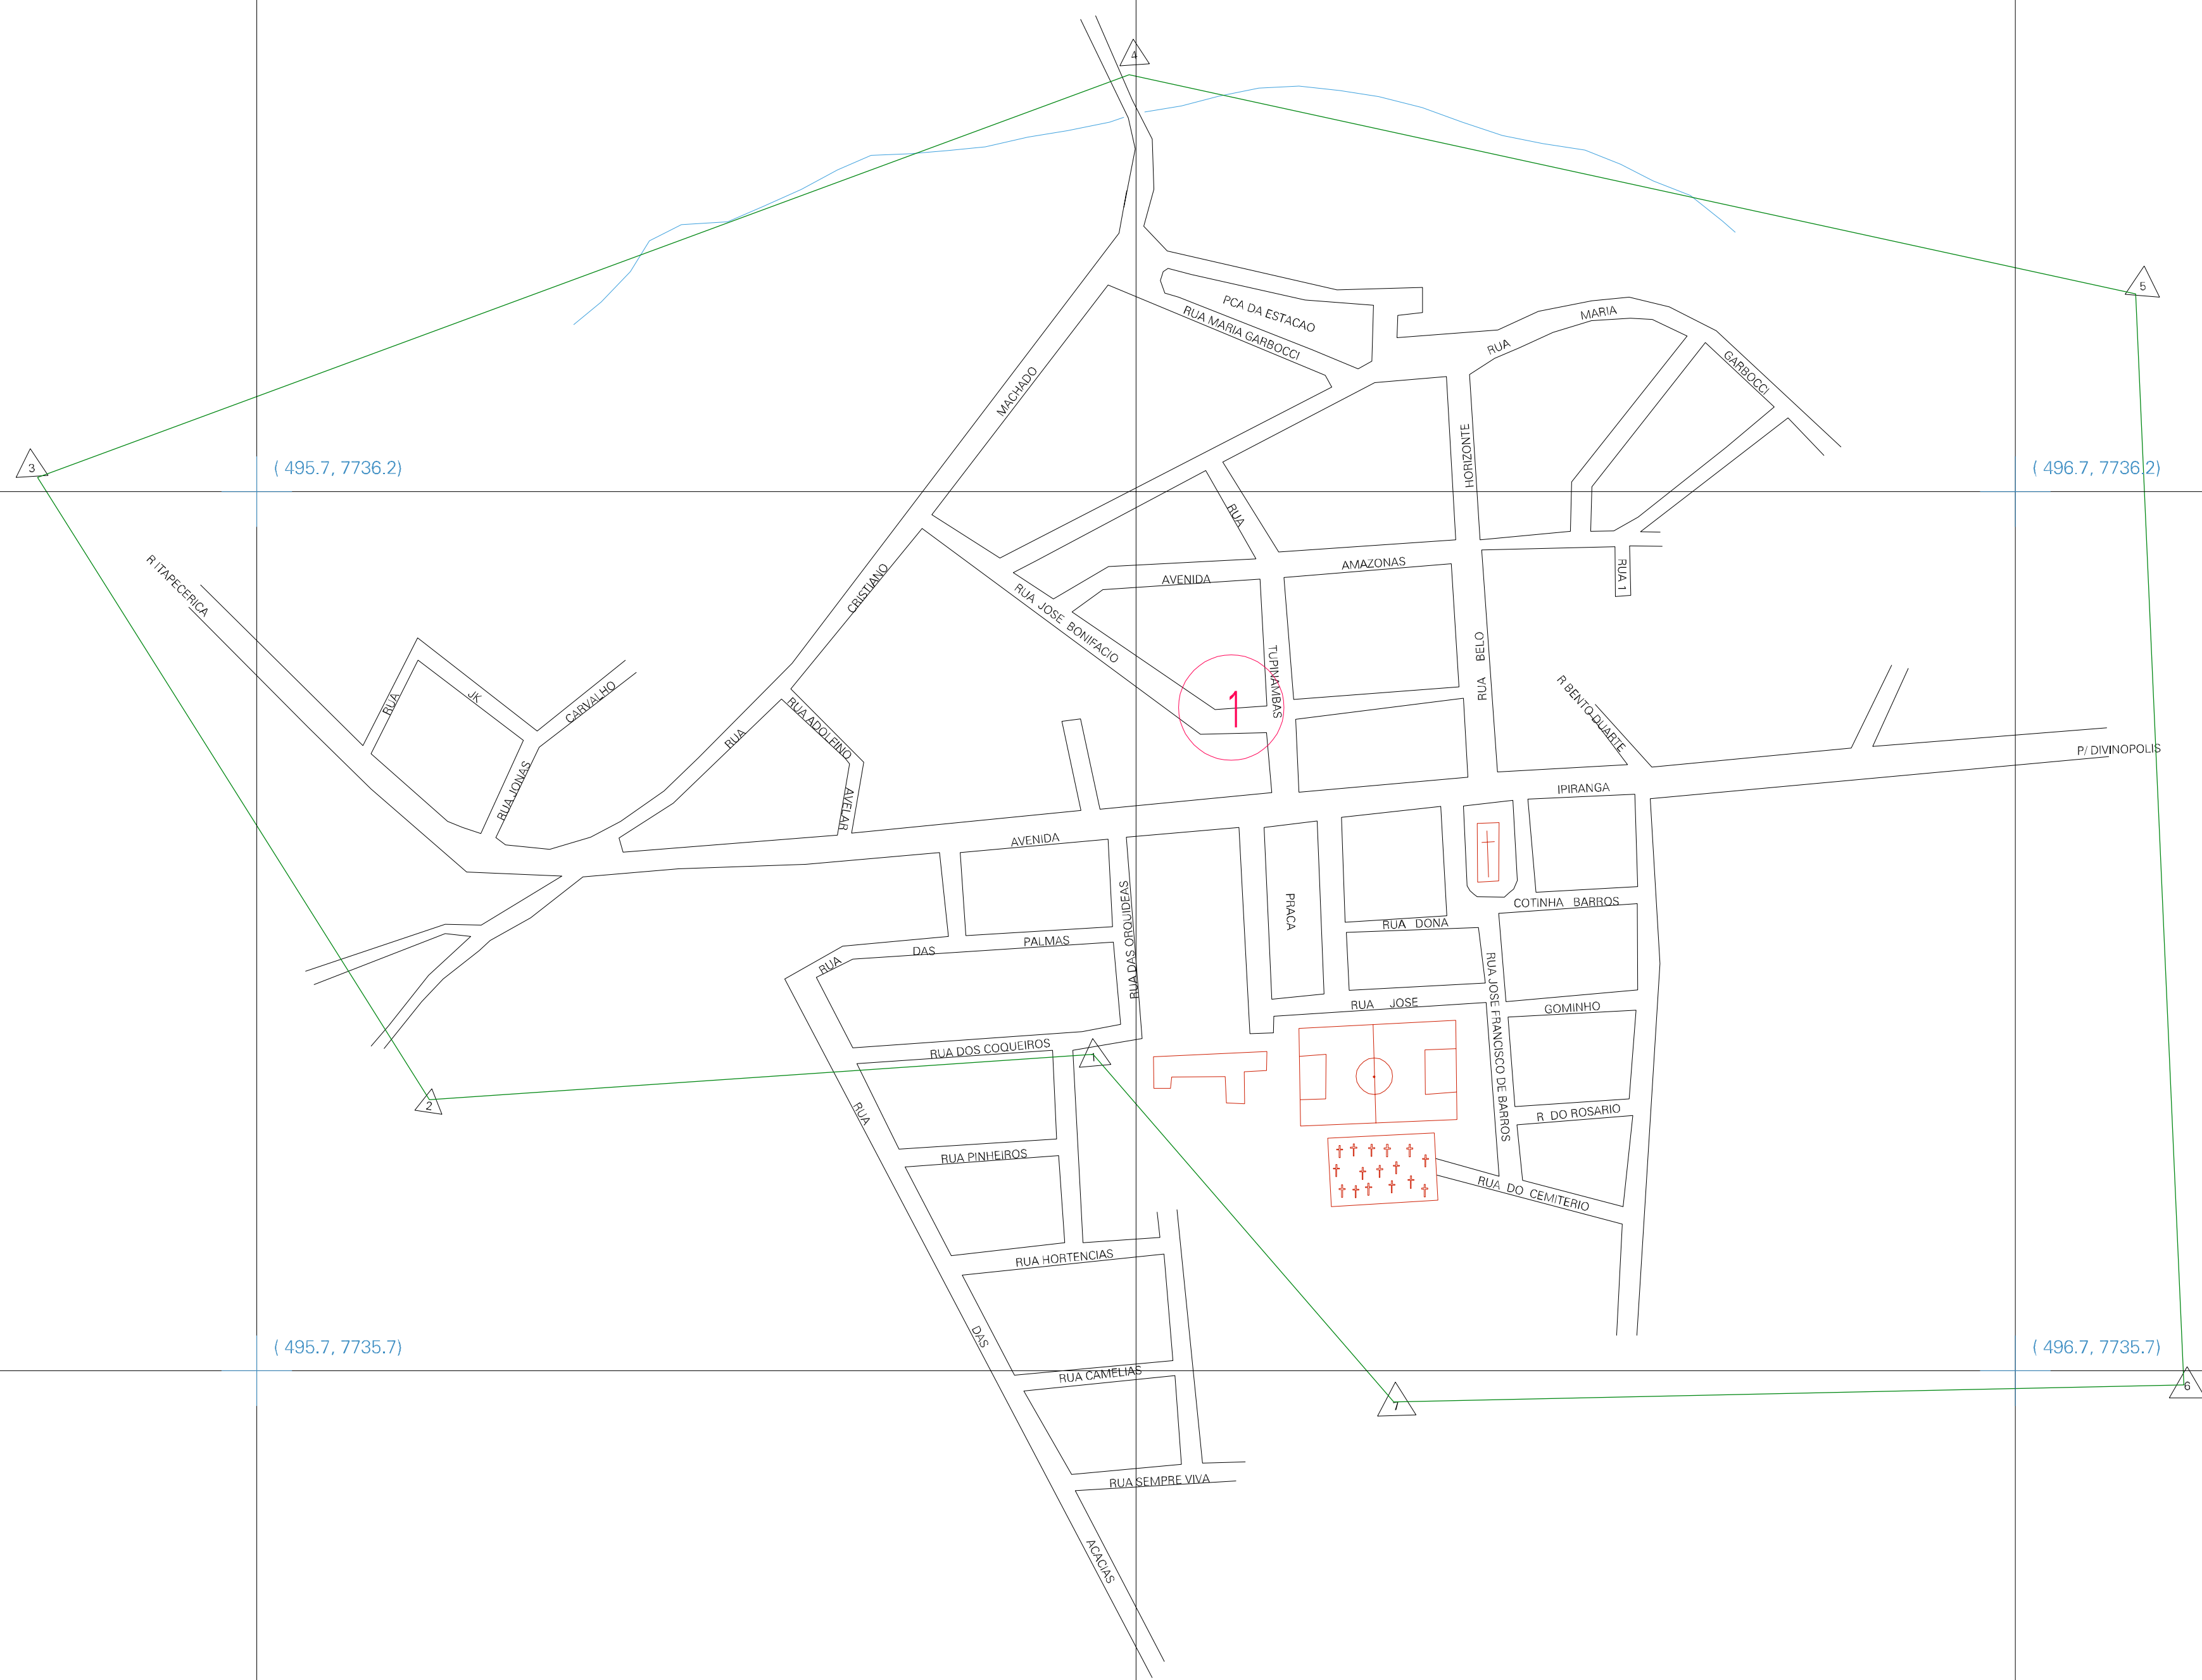 4
PCA DA ESTACAO
RUA MARIA GARBOCCI
MARIA
RUA
GARBOCCI
5
MACHADO
HORIZONTE
3
( 495.7, 7736.2)
( 496.7, 7736.2)
RUA
R ITAPECERICA
CRISTIANO
AVENIDA
AMAZONAS
RUA 1
RUA JOSE BONIFACIO
TUPINAMBAS
RUA BELO
1
RUA
JK
CARVALHO
RUA ADOLFINO
RUA
R BENTO DUARTE
P/ DIVINOPOLIS
RUA JONAS
AVELAR
IPIRANGA
AVENIDA
RUA DAS ORQUIDEAS
PRACA
COTINHA BARROS
RUA DONA
RUA
DAS
PALMAS
RUA JOSE FRANCISCO DE BARROS
RUA JOSE
GOMINHO
RUA DOS COQUEIROS
1
2
RUA
R DO ROSARIO
RUA PINHEIROS
RUA DO CEMITERIO
RUA HORTENCIAS
DAS
( 495.7, 7735.7)
( 496.7, 7735.7)
RUA CAMELIAS
7
6
RUA SEMPRE VIVA
ACACIAS